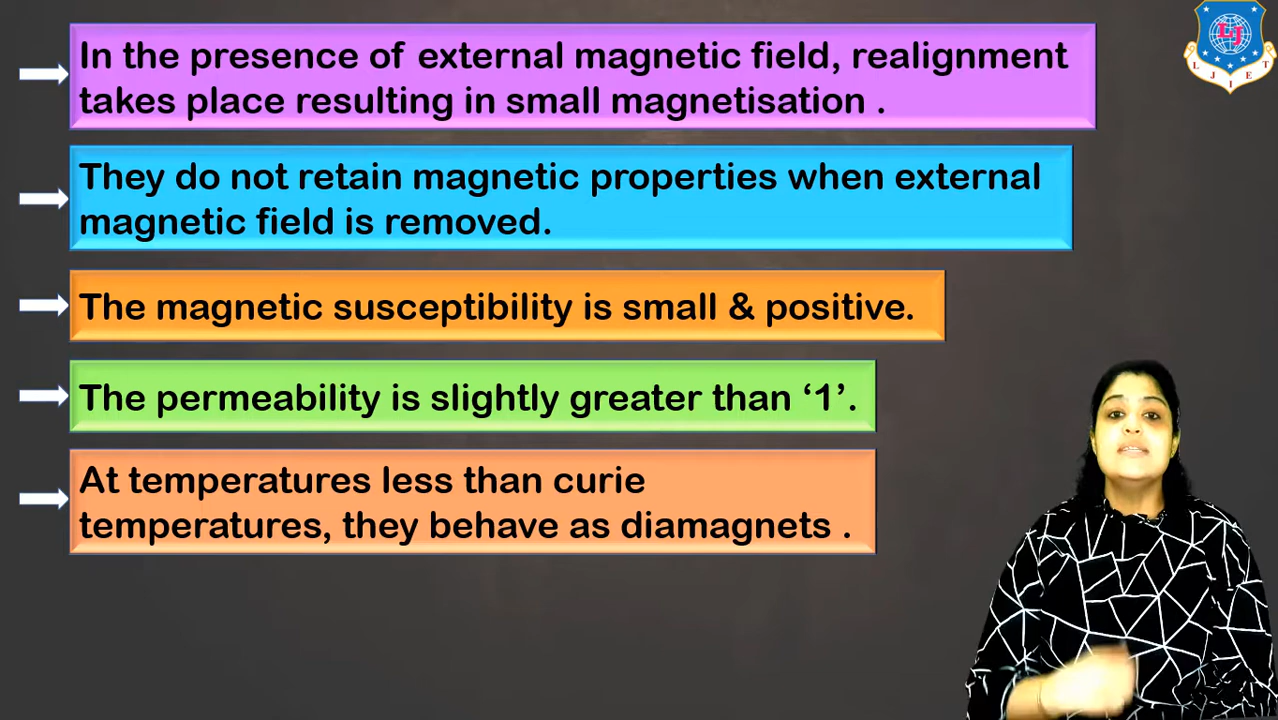 In the presence of external magnetic field, realignment
takes place resulting in small magnetisation .
They do not retain magnetic properties when external
magnetic field is removed.
The magnetic susceptibility is small & positive.
The permeability is slightly greater than ‘1’.
At temperatures less than curie
temperatures, they behave as diamagnets .
LJ
L J I E T